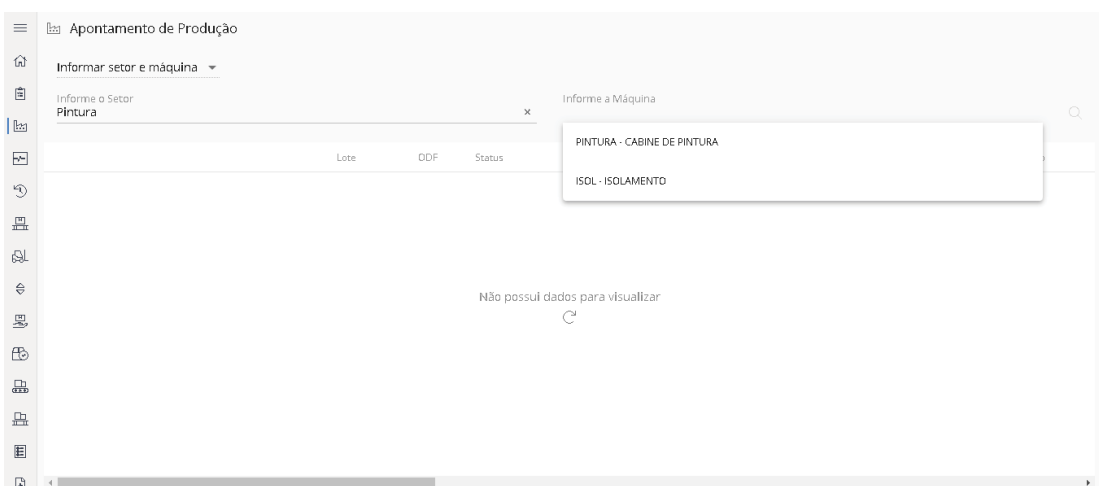 Apontamento de Produção
Informar setor e máquina
Informe o Setor
Pintura
Informe a Máquina
PINTURA - CABINE DE PINTURA
ISOL - ISOLAMENTO
Lote DDF Status
Não possui dados para visualizar